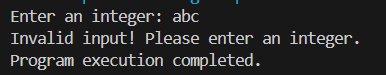 Enter an integer: abc
Invalid input! Please enter an integer.
Program execution completed.